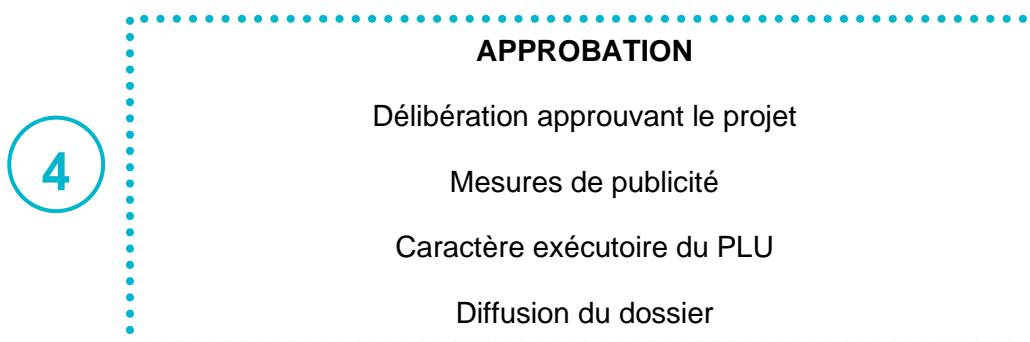 APPROBATION
Délibération approuvant le projet
4
Mesures de publicité
Caractère exécutoire du PLU
Diffusion du dossier